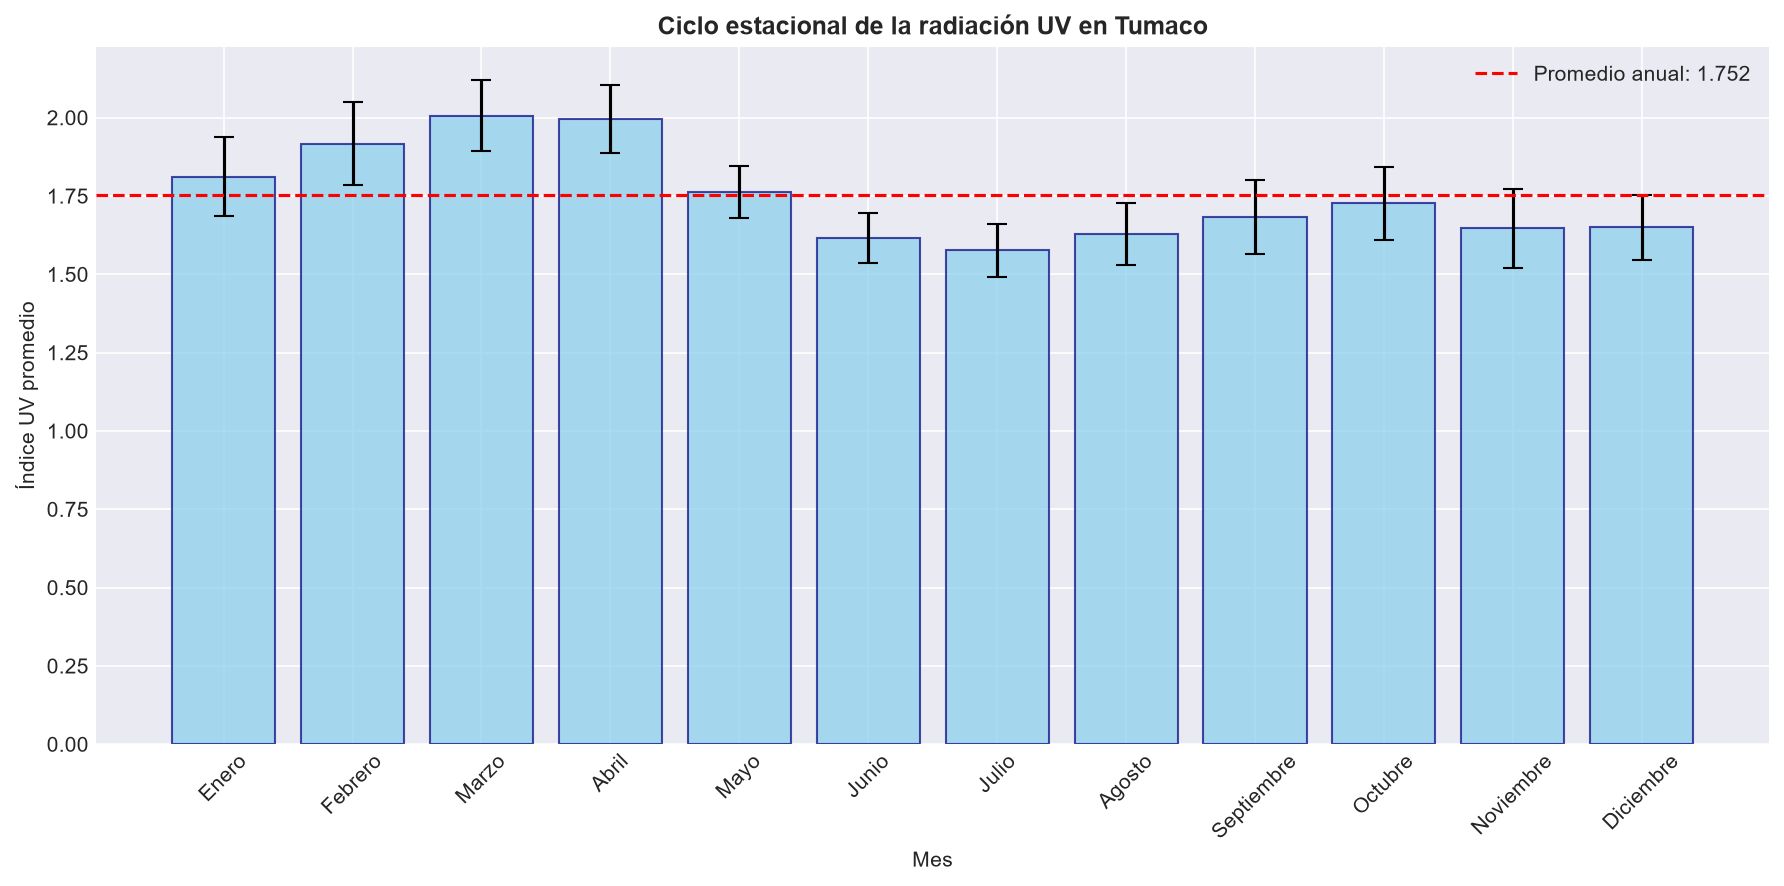 Ciclo estacional de la radiación UV en Tumaco
Promedio anual: 1.752
Índice UV promedio
2.00
1.75
1.50
1.25
1.00
0.75
0.50
0.25
0.00
Enero
Febrero
Marzo
Abril
Mayo
Junio
Julio
Agosto
Septiembre
Octubre
Noviembre
Diciembre
Mes